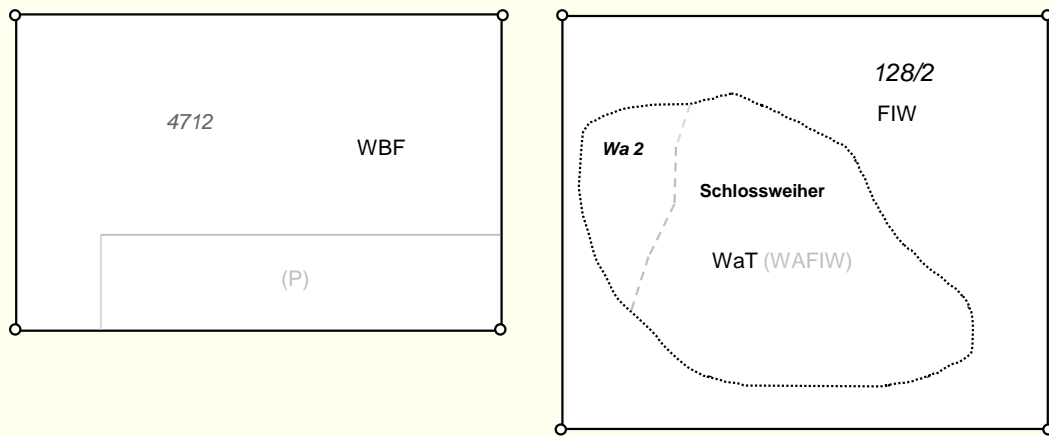 4712
WBF
(P)
128/2
FIW
Wa 2
Schlossweiher
WaT (WAFIW)